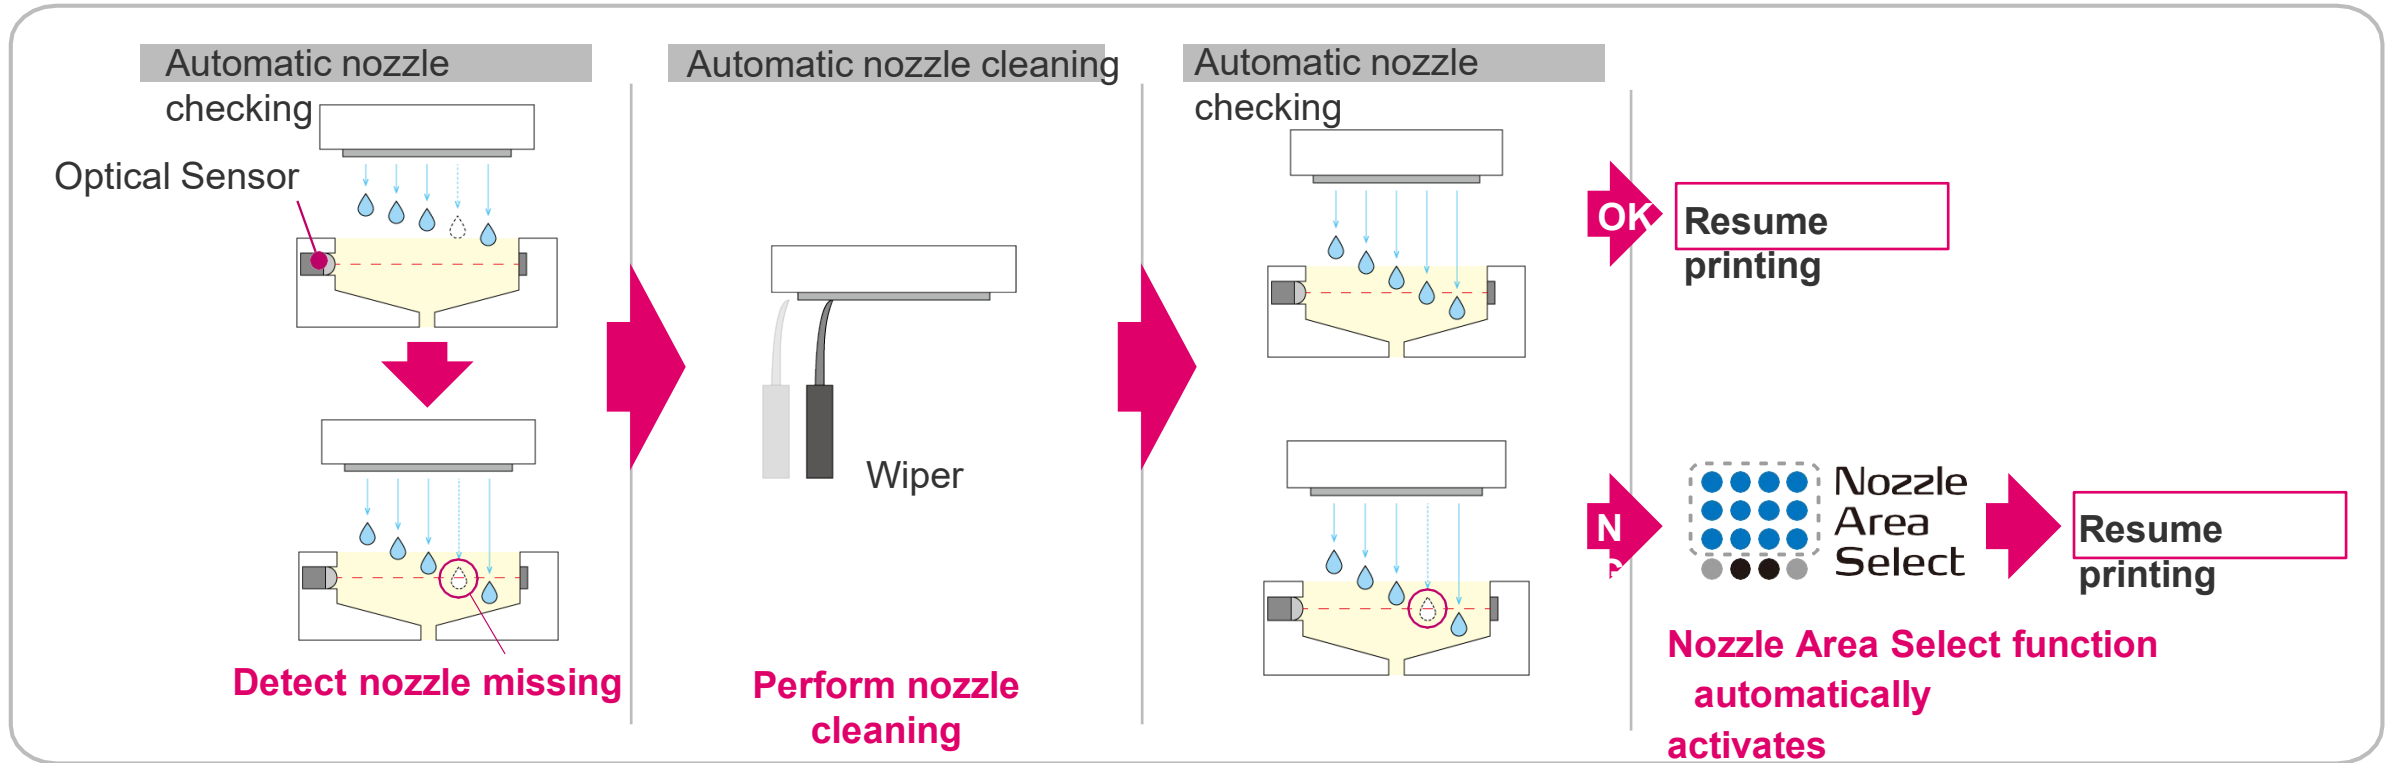 Automatic nozzle
checking
Optical Sensor
Detect nozzle missing
Automatic nozzle cleaning
Wiper
Perform nozzle
cleaning
Automatic nozzle
checking
OK
Resume
printing
N
Nozzle
Area
Select
Resume
printing
Nozzle Area Select function
automatically
activates